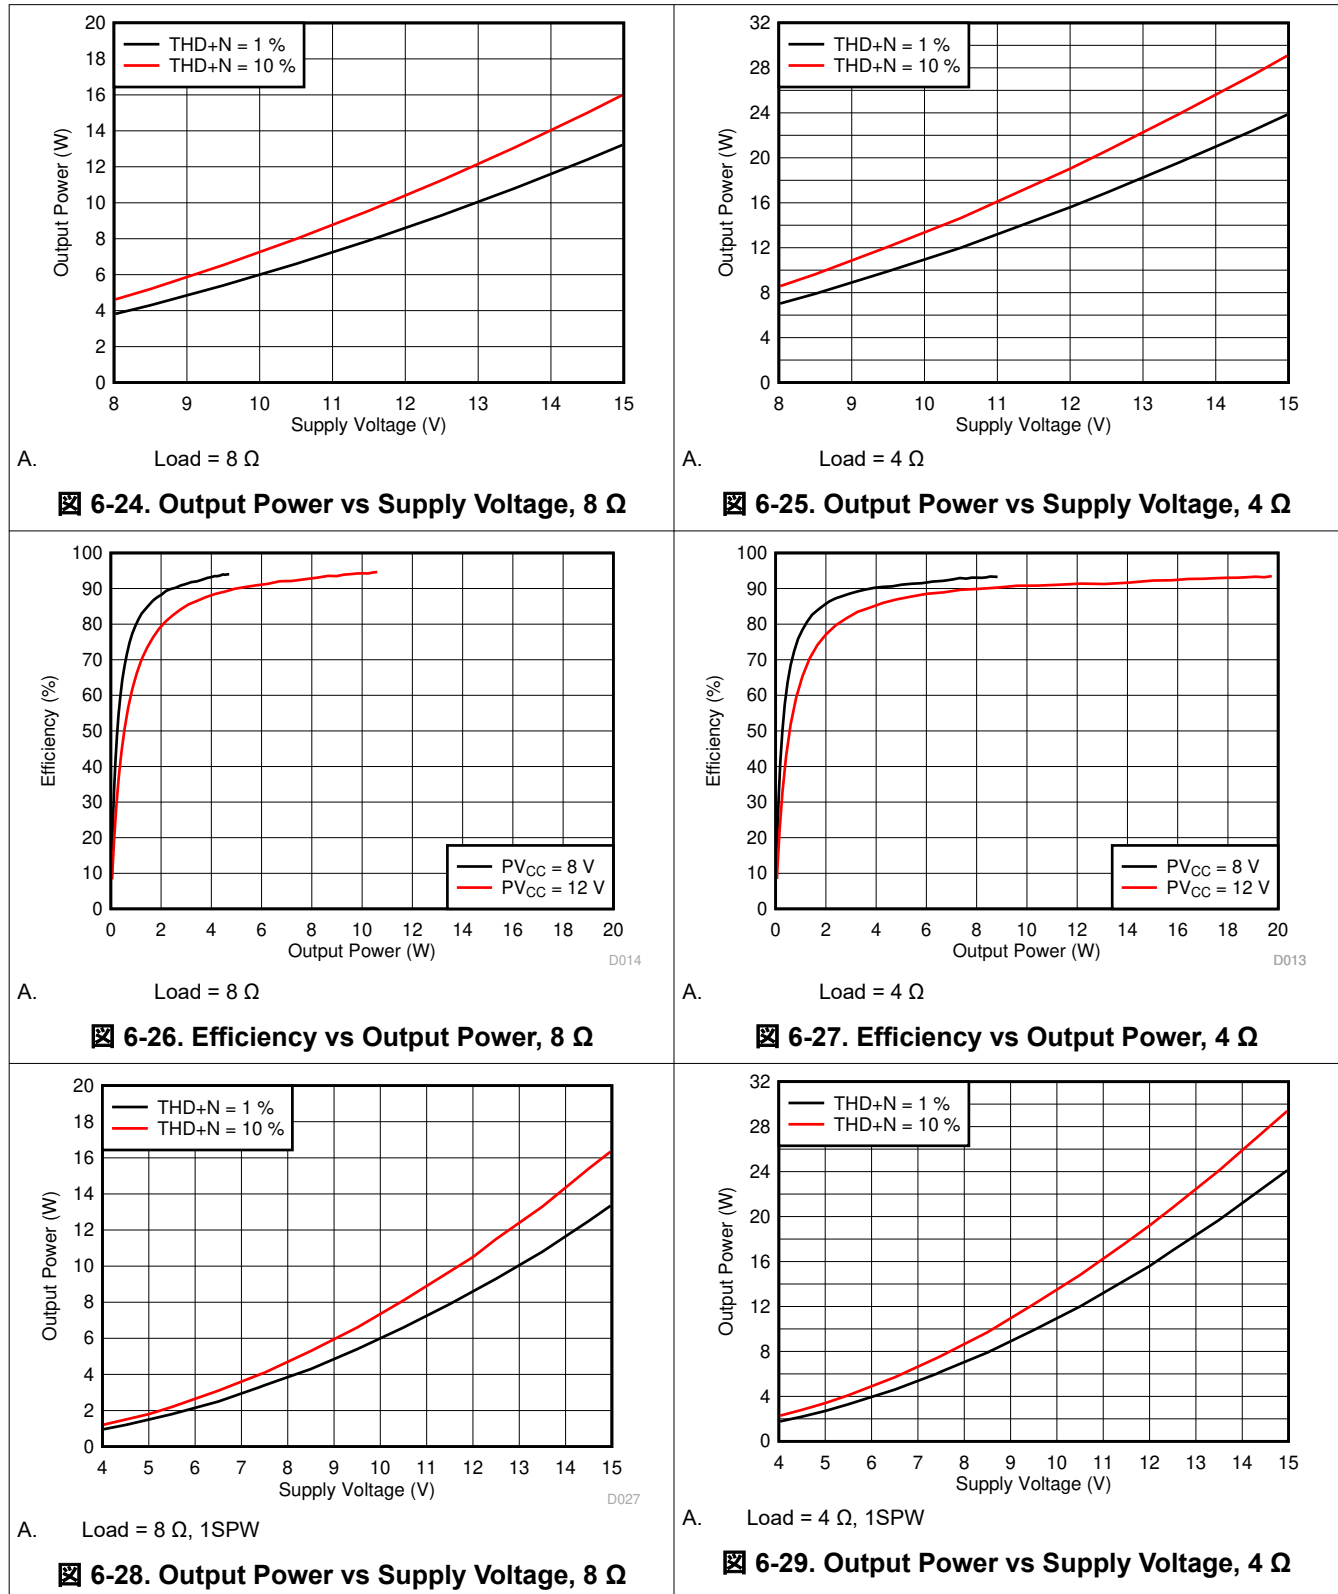 20
18
16
14
12
10
8
6
4
2
0
THD+N = 1 %
THD+N = 10 %
Output Power (W)
8 9 10 11 12 13 14 15
Supply Voltage (V)
A. Load = 8 Ω
図 6-24. Output Power vs Supply Voltage, 8 Ω
32
28
24
20
16
12
8
4
0
THD+N = 1 %
THD+N = 10 %
Output Power (W)
8 9 10 11 12 13 14 15
Supply Voltage (V)
A. Load = 4 Ω
図 6-25. Output Power vs Supply Voltage, 4 Ω
100
90
80
70
60
50
40
30
20
10
0
Efficiency (%)
PVCC = 8 V
PVCC = 12 V
0 2 4 6 8 10 12 14 16 18 20
Output Power (W)
D014
A. Load = 8 Ω
図 6-26. Efficiency vs Output Power, 8 Ω
100
90
80
70
60
50
40
30
20
10
0
Efficiency (%)
PVCC = 8 V
PVCC = 12 V
0 2 4 6 8 10 12 14 16 18 20
Output Power (W)
D013
A. Load = 4 Ω
図 6-27. Efficiency vs Output Power, 4 Ω
20
18
16
14
12
10
8
6
4
2
0
THD+N = 1 %
THD+N = 10 %
Output Power (W)
4 5 6 7 8 9 10 11 12 13 14 15
Supply Voltage (V)
D027
A. Load = 8 Ω, 1SPW
図 6-28. Output Power vs Supply Voltage, 8 Ω
32
28
24
20
16
12
8
4
0
THD+N = 1 %
THD+N = 10 %
Output Power (W)
4 5 6 7 8 9 10 11 12 13 14 15
Supply Voltage (V)
A. Load = 4 Ω, 1SPW
図 6-29. Output Power vs Supply Voltage, 4 Ω